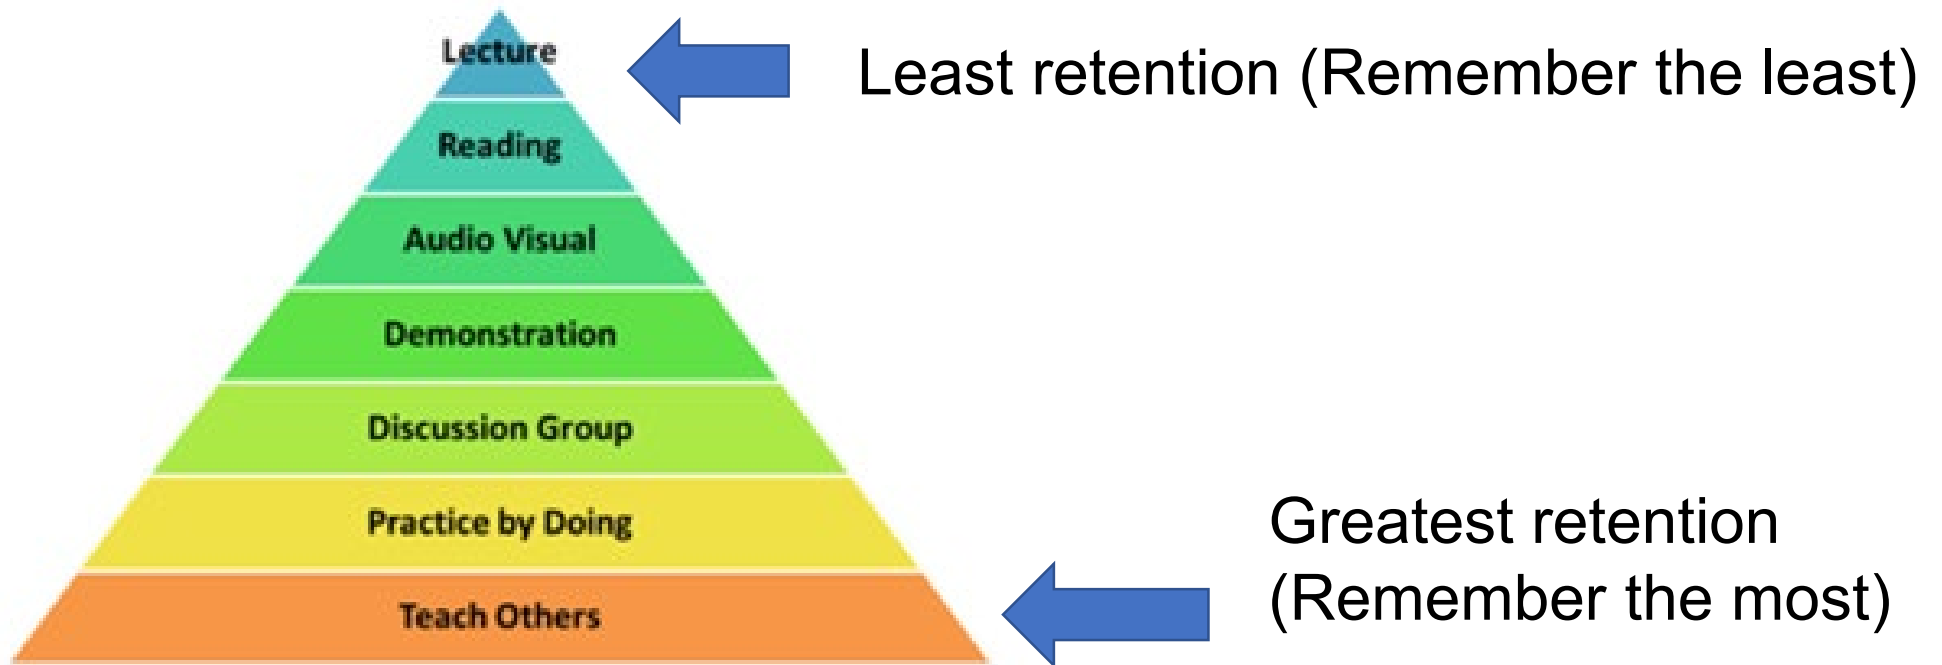 Lecture
Least retention (Remember the least)
Reading
Audio Visual
Demonstration
Discussion Group
Practice by Doing
Greatest retention
(Remember the most)
Teach Others